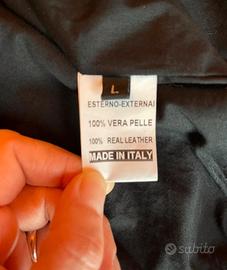 L
ESTERNO-EXTERNAL
100% VERA PELLE
100% REAL LEATHER
MADE IN ITALY
subito